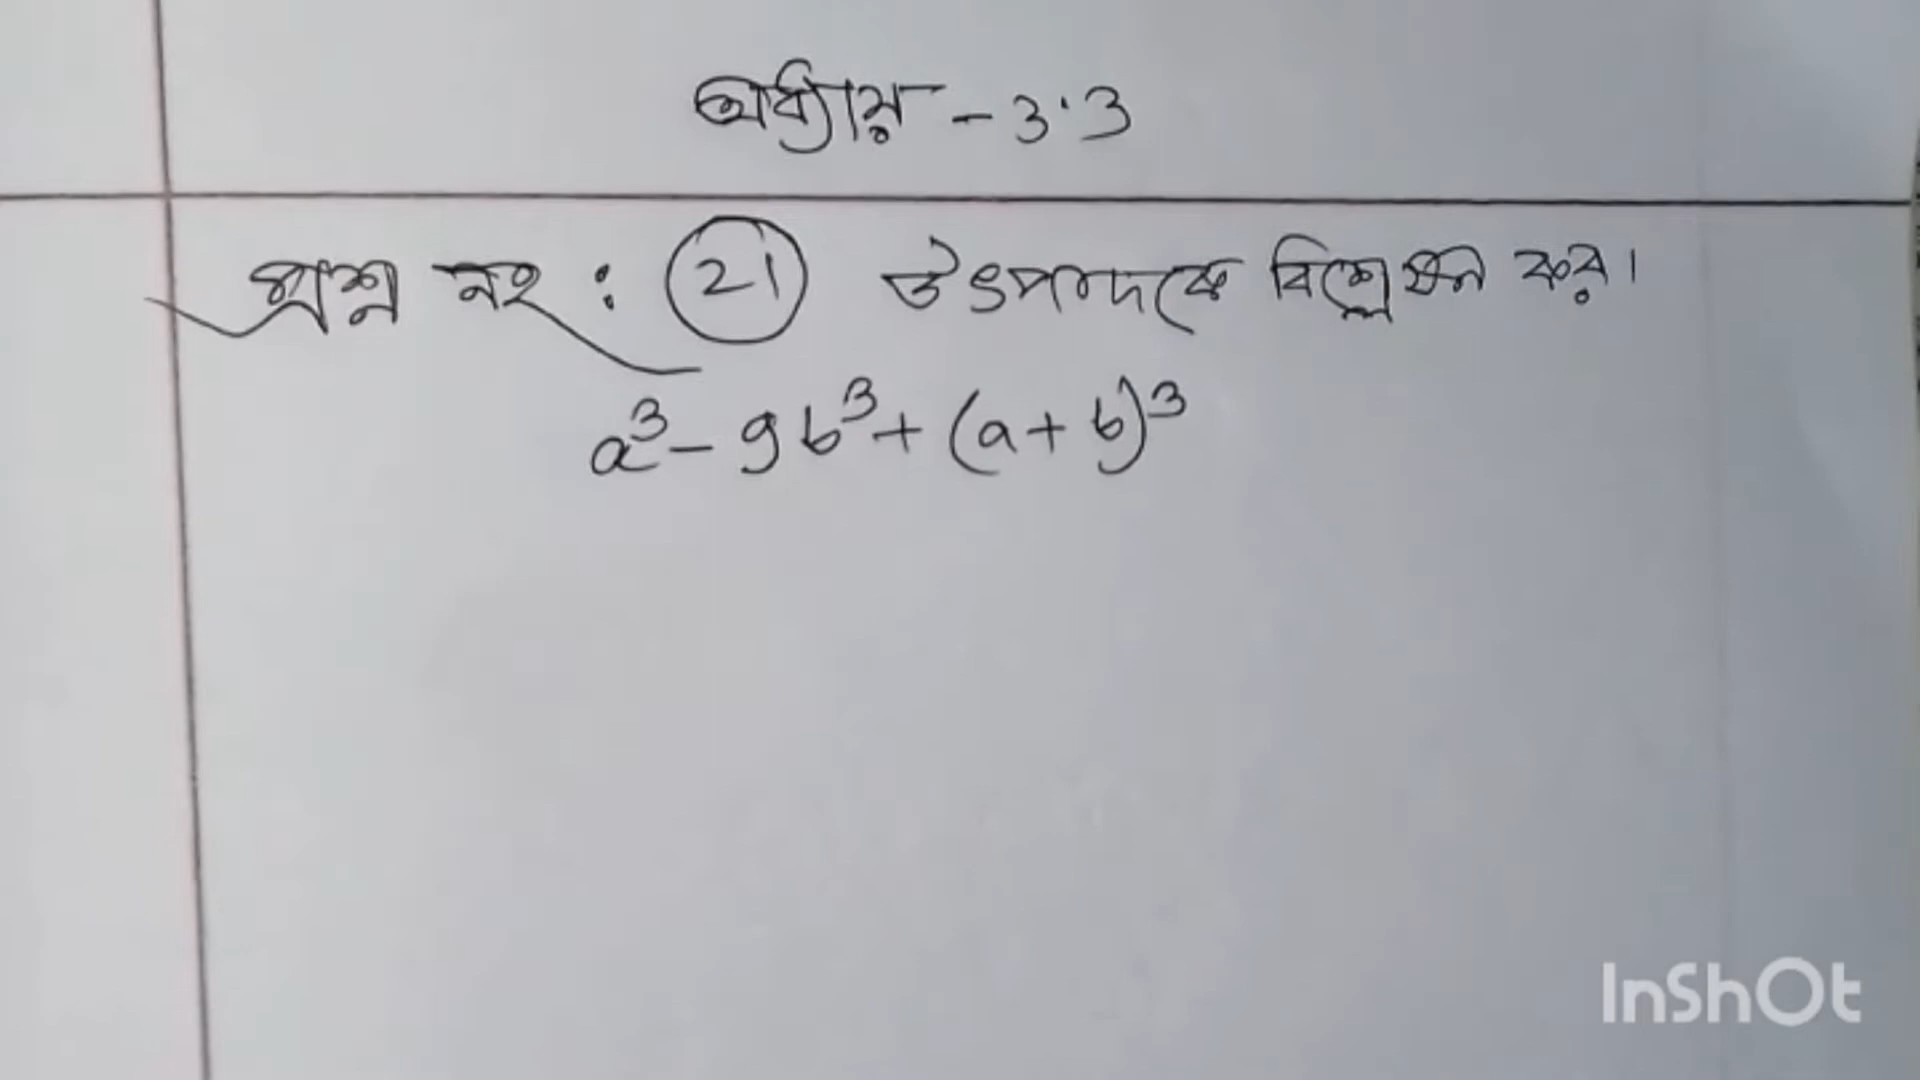 অধ্যায় - 3.3
প্রশ্ন নং : 21 উৎপাদকে বিশ্লেষণ কর।
a³ - 9b³ + (a + b)³
InShOt